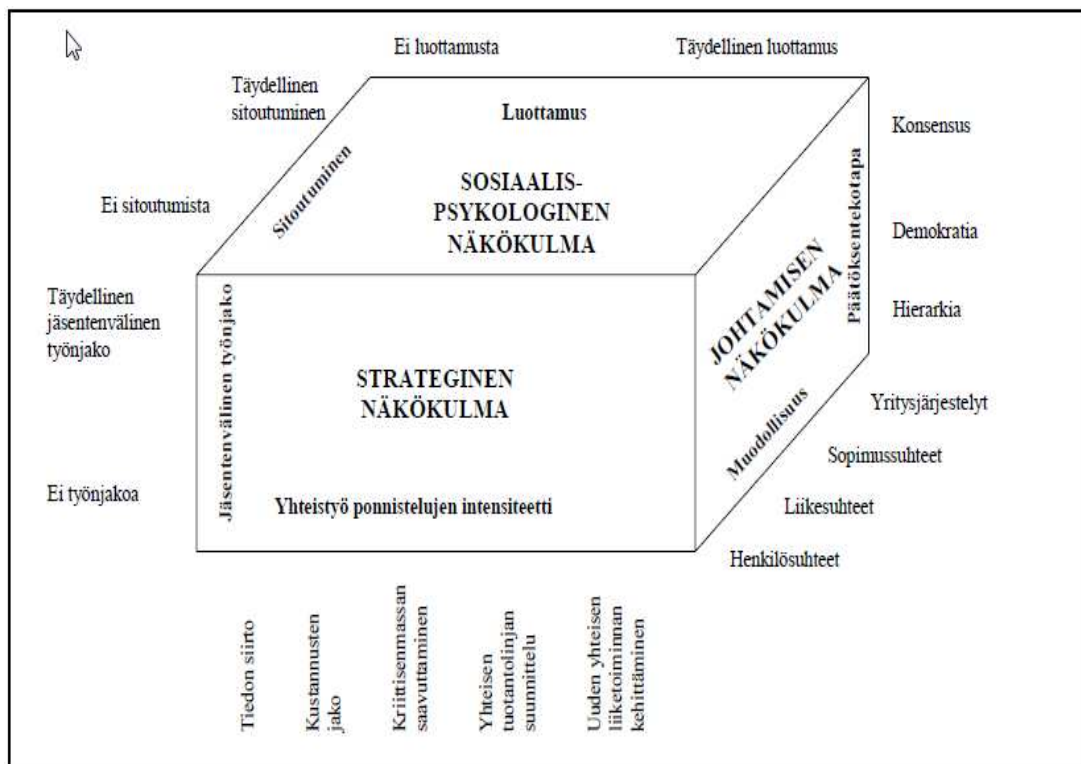 Ei luottamusta
Täydellinen luottamus
Täydellinen
sitoutuminen
Luottamus
Konsensus
Sitoutuminen
SOSIAALIS-
PSYKOLOGINEN
NÄKÖKULMA
Päätöksentekotapa
Ei sitoutumista
Demokratia
Täydellinen
jäsentenvälinen
työnjako
Jäsentenvälinen työnjako
JOHTAMISEN
NÄKÖKULMA
Hierarkia
STRATEGINEN
NÄKÖKULMA
Muodollisuus
Yritysjärjestelyt
Sopimussuhteet
Ei työnjakoa
Yhteistyö ponnistelujen intensiteetti
Liikesuhteet
Henkilösuhteet
Tiedon siirto
Kustannusten
jako
Kriittisenmassan
saavuttaminen
Yhteisen
tuotantolinjan
suunnittelu
Uuden yhteisen
liiketoiminnan
kehittäminen